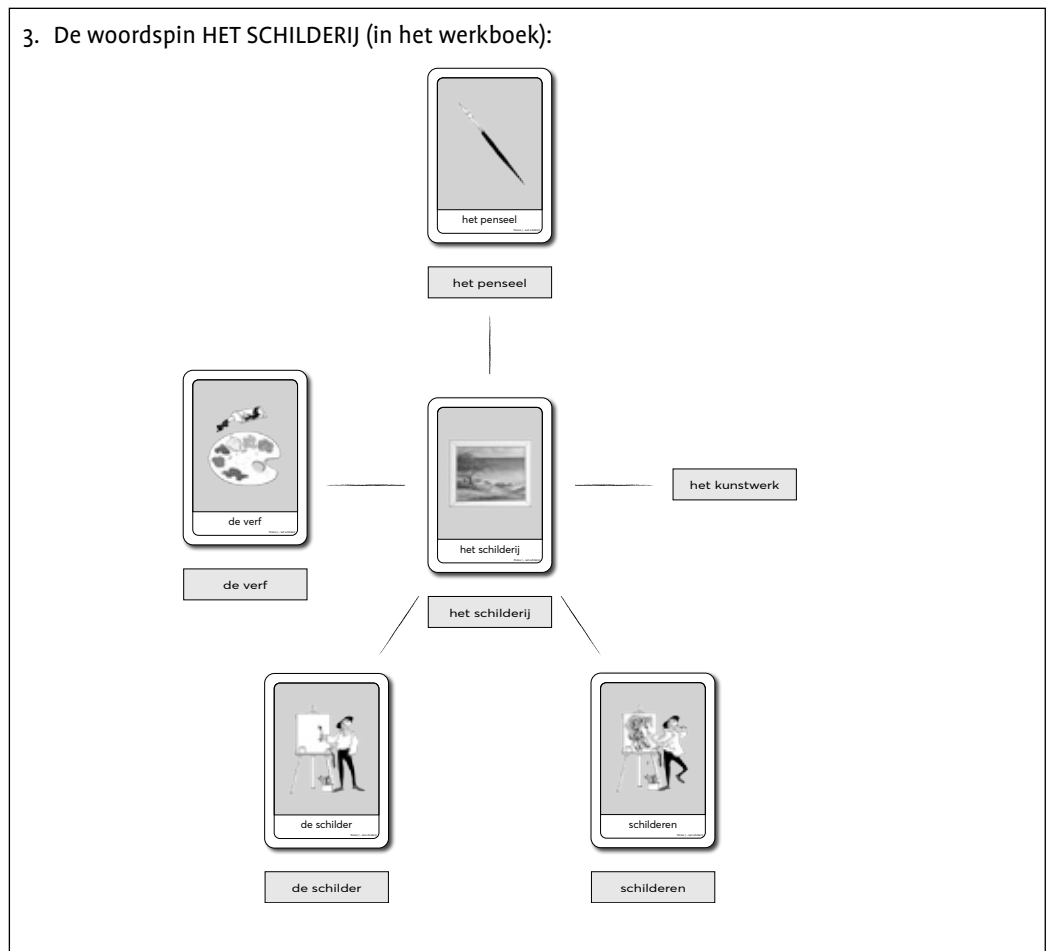 3. De woordspin HET SCHILDERIJ (in het werkboek):
het penseel
het penseel
de verf
de verf
het schilderij
het schilderij
het kunstwerk
de schilder
de schilder
schilderen
schilderen